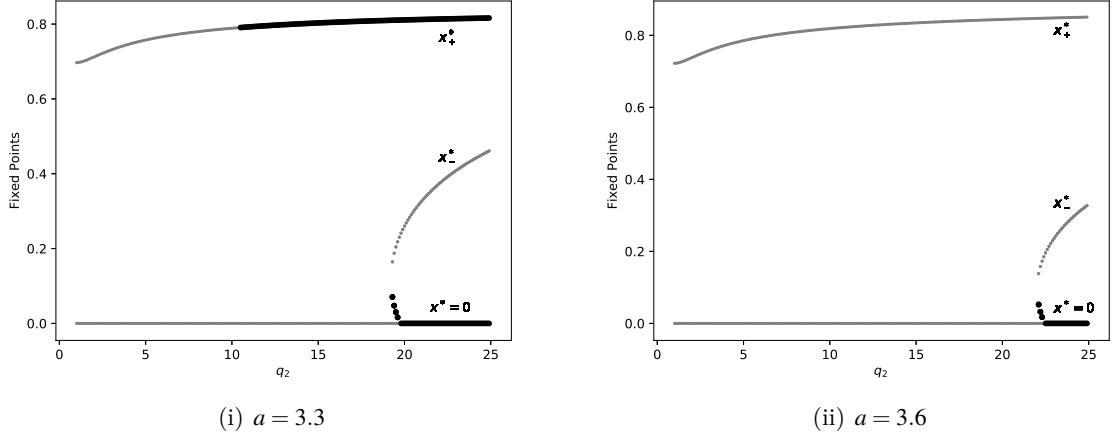 0.8
0.6
0.4
0.2
0.0
Fixed Points
0 5 10 15 20 25
q₂
x₊*
x₋*
x* = 0
(i) a = 3.3
0.8
0.6
0.4
0.2
0.0
Fixed Points
0 5 10 15 20 25
q₂
x₊*
x₋*
x* = 0
(ii) a = 3.6